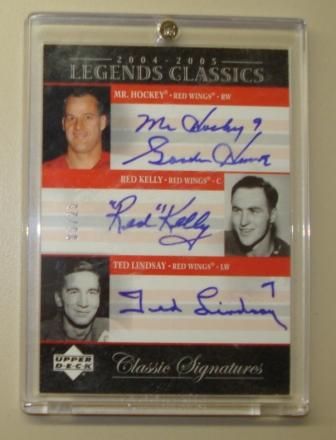 2004 - 2005
LEGENDS CLASSICS
MR. HOCKEY® • RED WINGS® • RW
Mr Hockey 9
Gordie Howe
RED KELLY • RED WINGS® • C
"Red" Kelly
TED LINDSAY • RED WINGS® • LW
Ted Lindsay 7
UPPER DECK
Classic Signatures